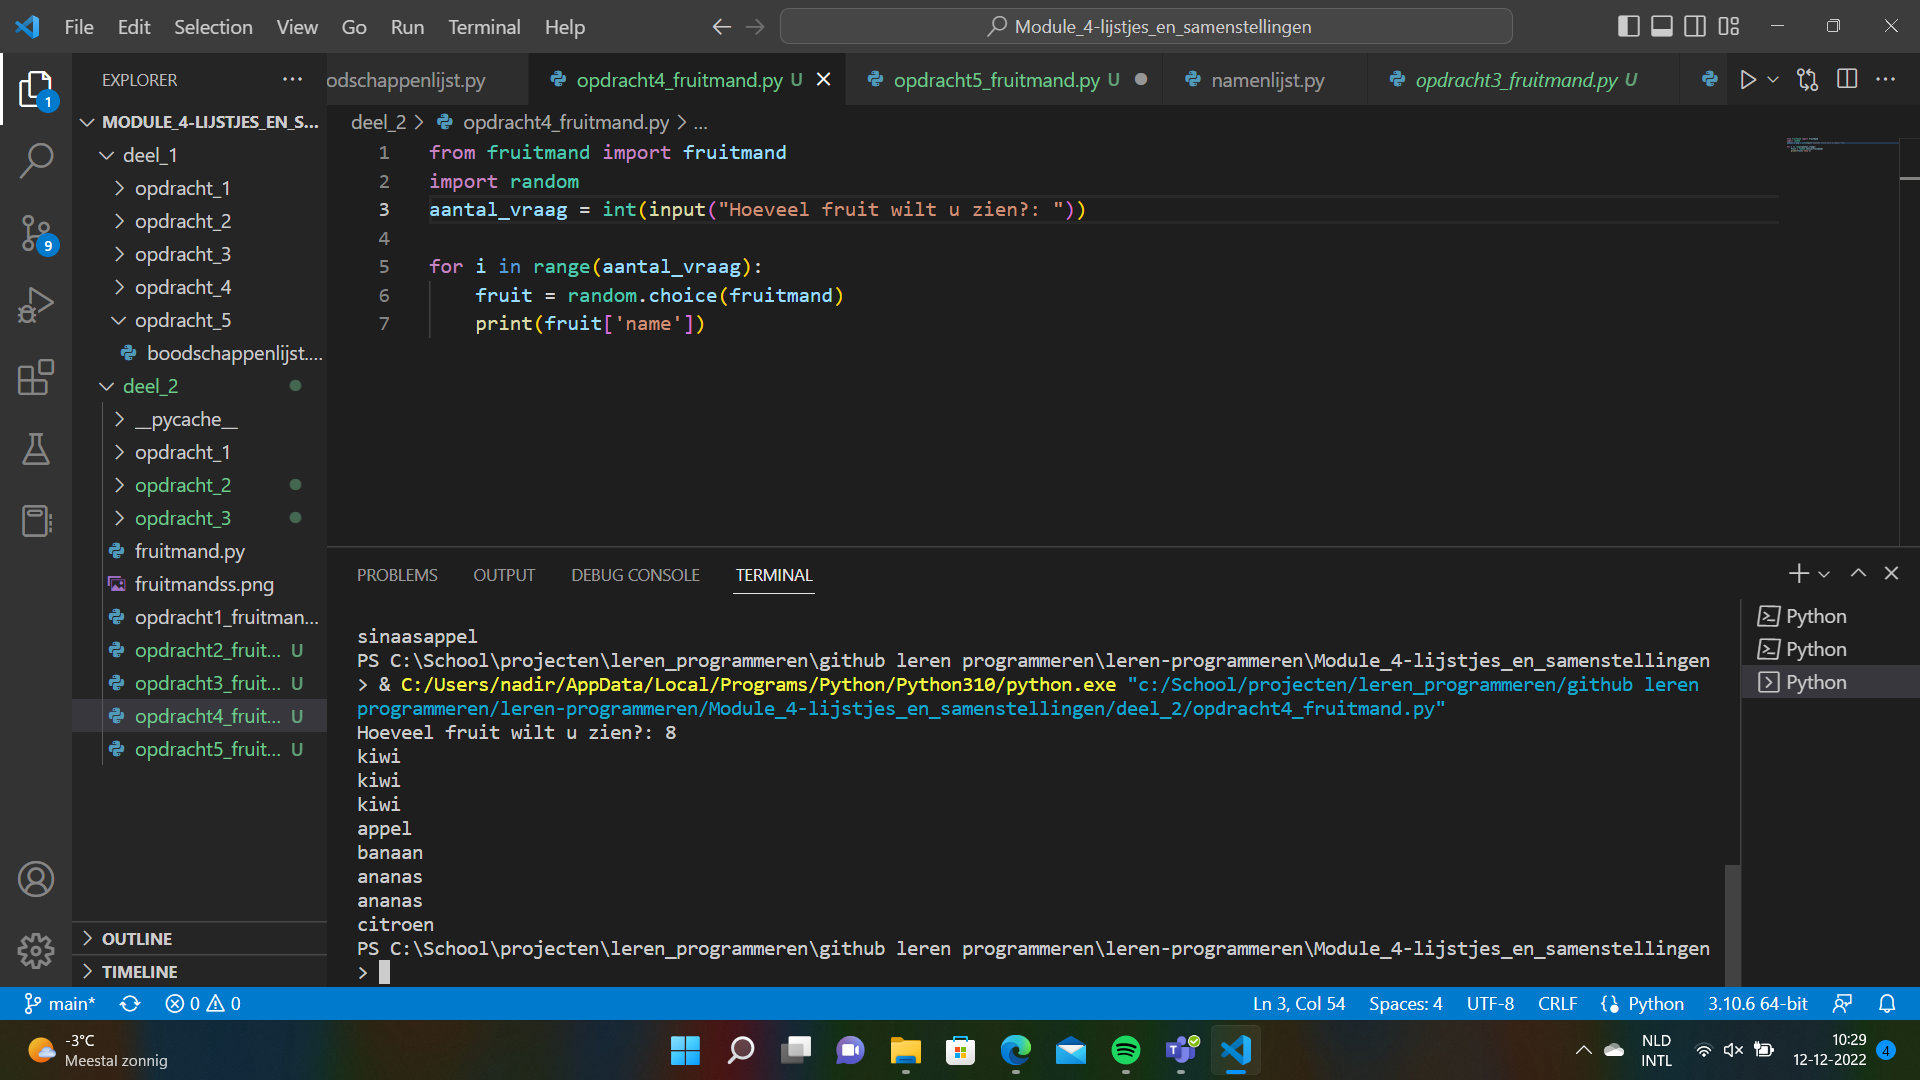 File Edit Selection View Go Run Terminal Help
Module_4-lijstjes_en_samenstellingen
EXPLORER
odschappenlijst.py
opdracht4_fruitmand.py U
opdracht5_fruitmand.py U
namenlijst.py
opdracht3_fruitmand.py U
1
9
MODULE_4-LIJSTJES_EN_S...
deel_1
opdracht_1
opdracht_2
opdracht_3
opdracht_4
opdracht_5
boodschappenlijst....
deel_2
__pycache__
opdracht_1
opdracht_2
opdracht_3
fruitmand.py
fruitmandss.png
opdracht1_fruitman...
opdracht2_fruit... U
opdracht3_fruit... U
opdracht4_fruit... U
opdracht5_fruit... U
OUTLINE
TIMELINE
deel_2 > opdracht4_fruitmand.py > ...
1 from fruitmand import fruitmand
2 import random
3 aantal_vraag = int(input("Hoeveel fruit wilt u zien?: "))
4
5 for i in range(aantal_vraag):
6 fruit = random.choice(fruitmand)
7 print(fruit['name'])
PROBLEMS OUTPUT DEBUG CONSOLE TERMINAL
sinaasappel
PS C:\School\projecten\leren_programmeren\github leren programmeren\leren-programmeren\Module_4-lijstjes_en_samenstellingen
> & C:/Users/nadir/AppData/Local/Programs/Python/Python310/python.exe "c:/School/projecten/leren_programmeren/github leren
programmeren/leren-programmeren/Module_4-lijstjes_en_samenstellingen/deel_2/opdracht4_fruitmand.py"
Hoeveel fruit wilt u zien?: 8
kiwi
kiwi
kiwi
appel
banaan
ananas
ananas
citroen
PS C:\School\projecten\leren_programmeren\github leren programmeren\leren-programmeren\Module_4-lijstjes_en_samenstellingen
>
Python
Python
Python
main* 0 0
Ln 3, Col 54 Spaces: 4 UTF-8 CRLF Python 3.10.6 64-bit
-3°C
Meestal zonnig
NLD
INTL
10:29
12-12-2022
4